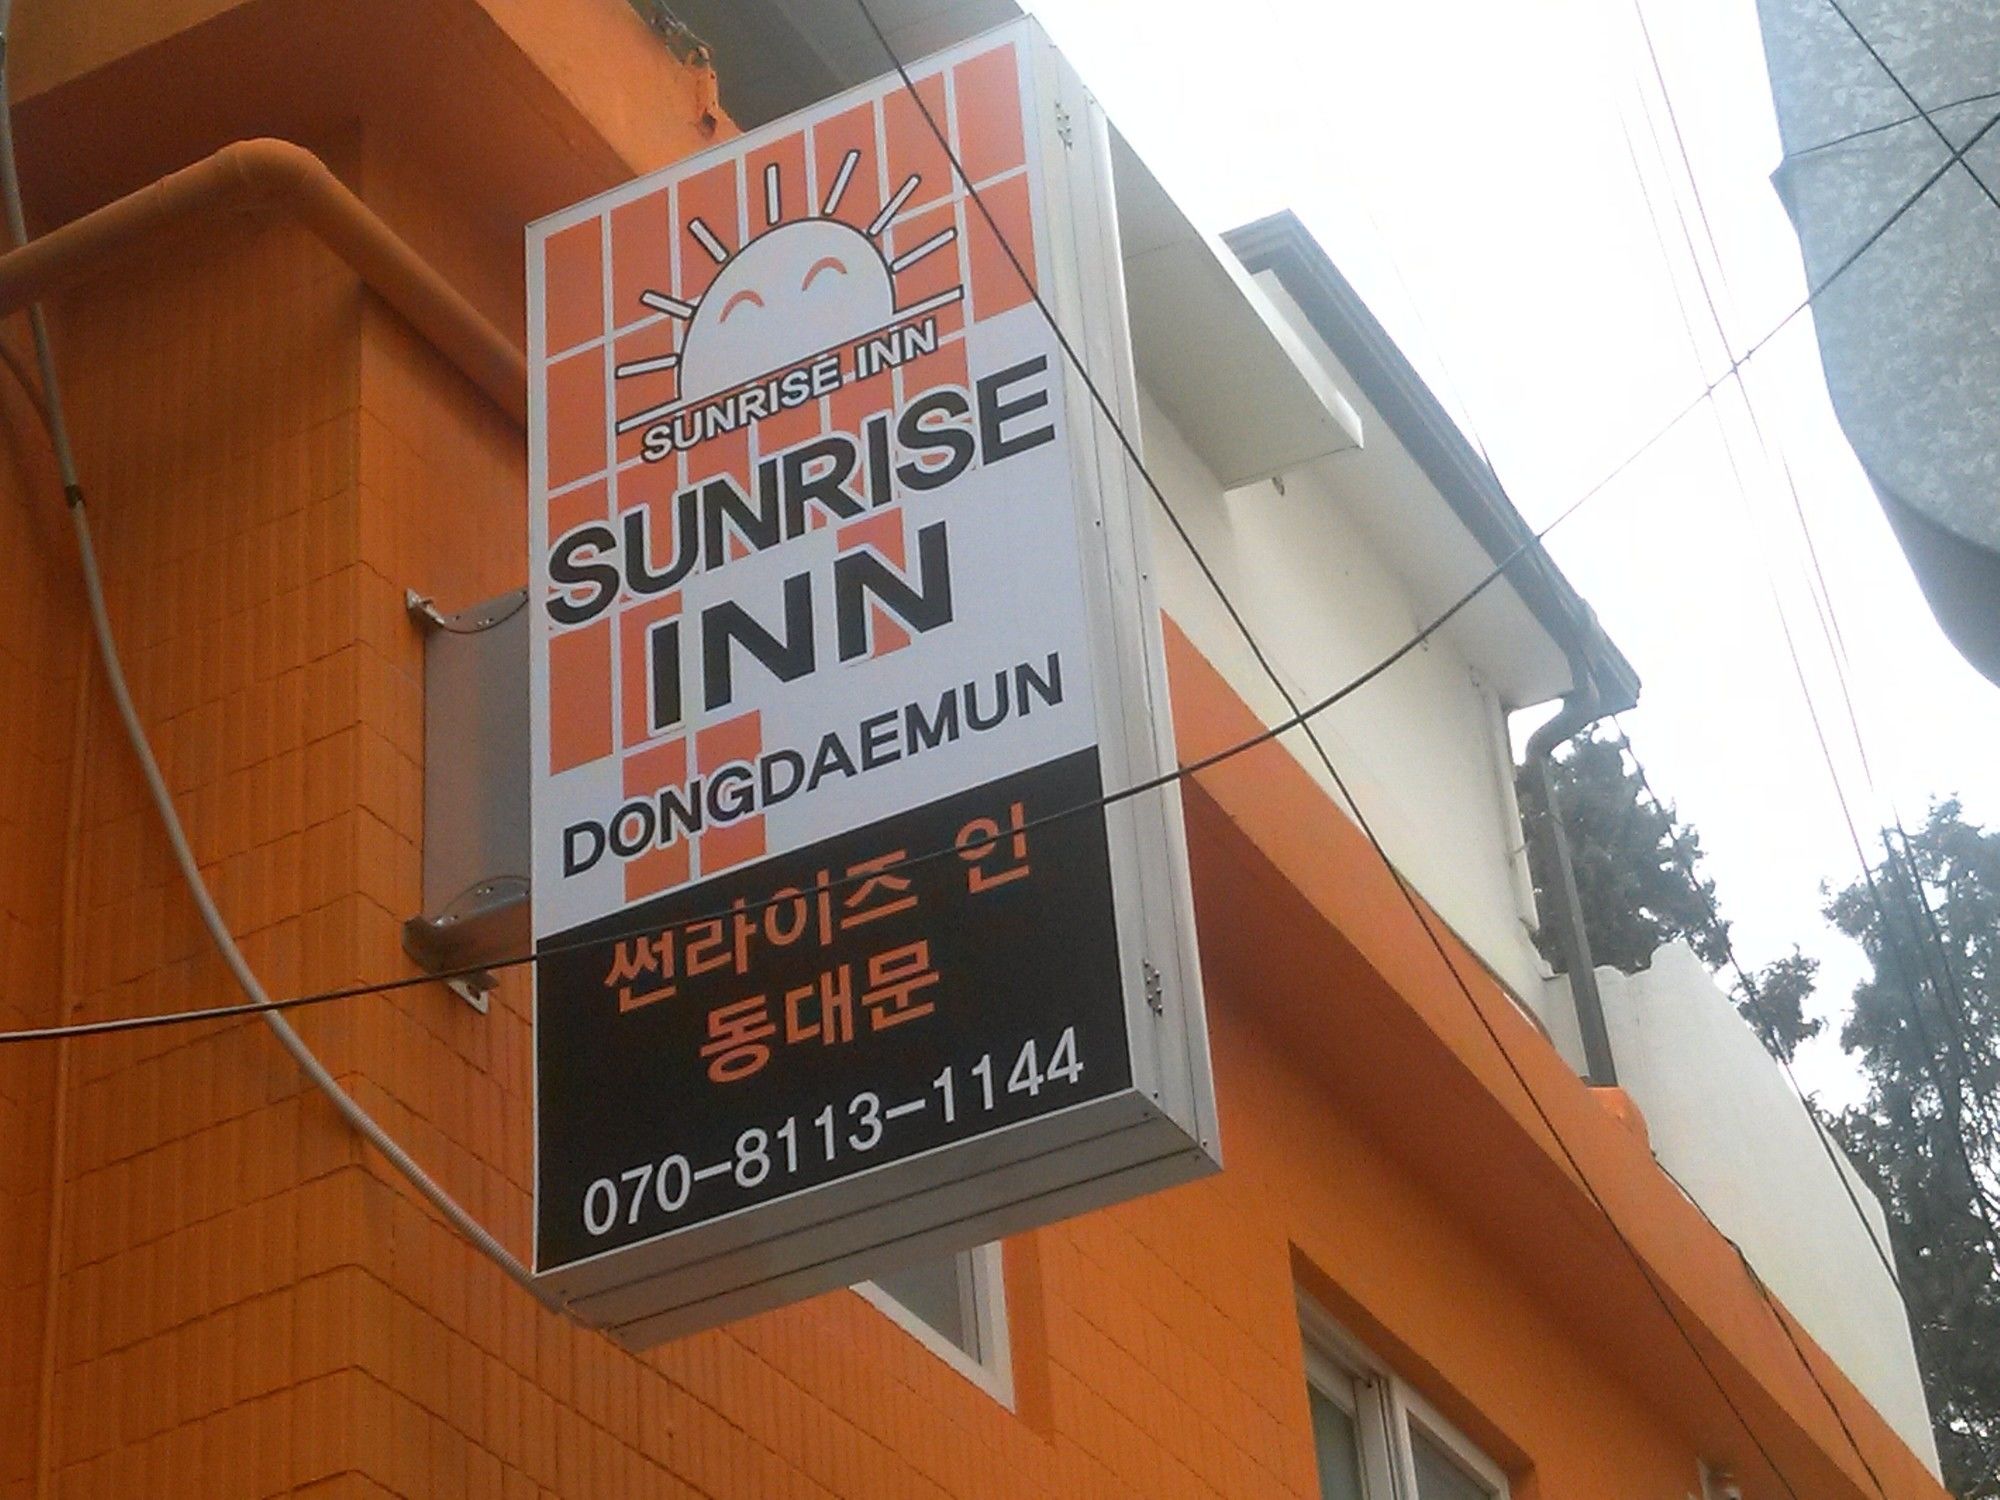 SUNRISE INN
SUNRISE
INN
DONGDAEMUN
썬라이즈 인
동대문
070-8113-1144